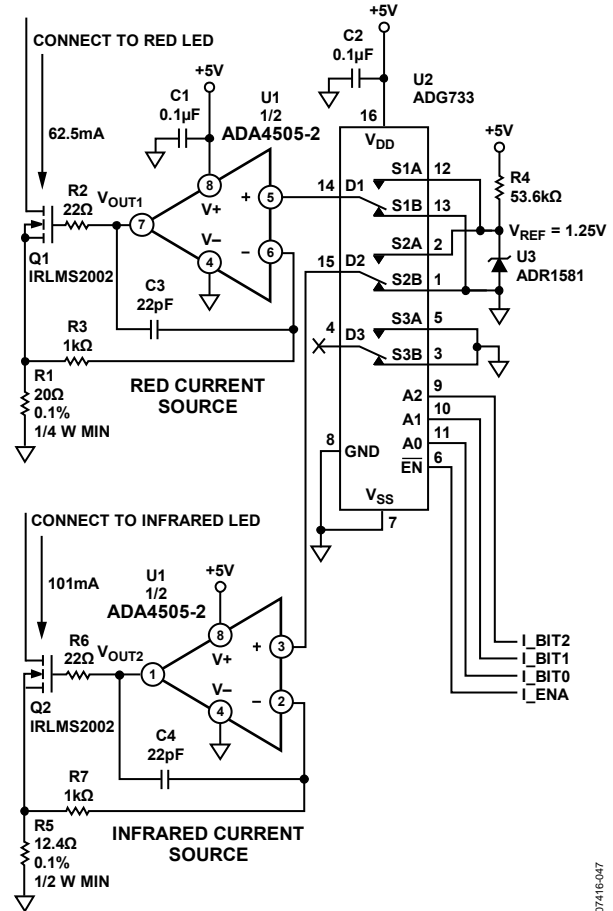 CONNECT TO RED LED
62.5mA
C1
0.1µF
+5V
U1
1/2
ADA4505-2
R2
22Ω
VOUT1
7
8
V+
V–
4
+
5
–
6
Q1
IRLMS2002
C3
22pF
R3
1kΩ
R1
20Ω
0.1%
1/4 W MIN
RED CURRENT
SOURCE
C2
0.1µF
+5V
U2
ADG733
16
VDD
14
D1
S1A
12
S1B
13
S2A
2
15
D2
S2B
1
S3A
5
4
D3
S3B
3
A2
9
A1
10
A0
11
EN
6
8
GND
VSS
7
+5V
R4
53.6kΩ
VREF = 1.25V
U3
ADR1581
I_BIT2
I_BIT1
I_BIT0
I_ENA
CONNECT TO INFRARED LED
101mA
U1
1/2
ADA4505-2
+5V
R6
22Ω
VOUT2
1
8
V+
V–
4
+
3
–
2
Q2
IRLMS2002
C4
22pF
R7
1kΩ
R5
12.4Ω
0.1%
1/2 W MIN
INFRARED CURRENT
SOURCE
07416-047